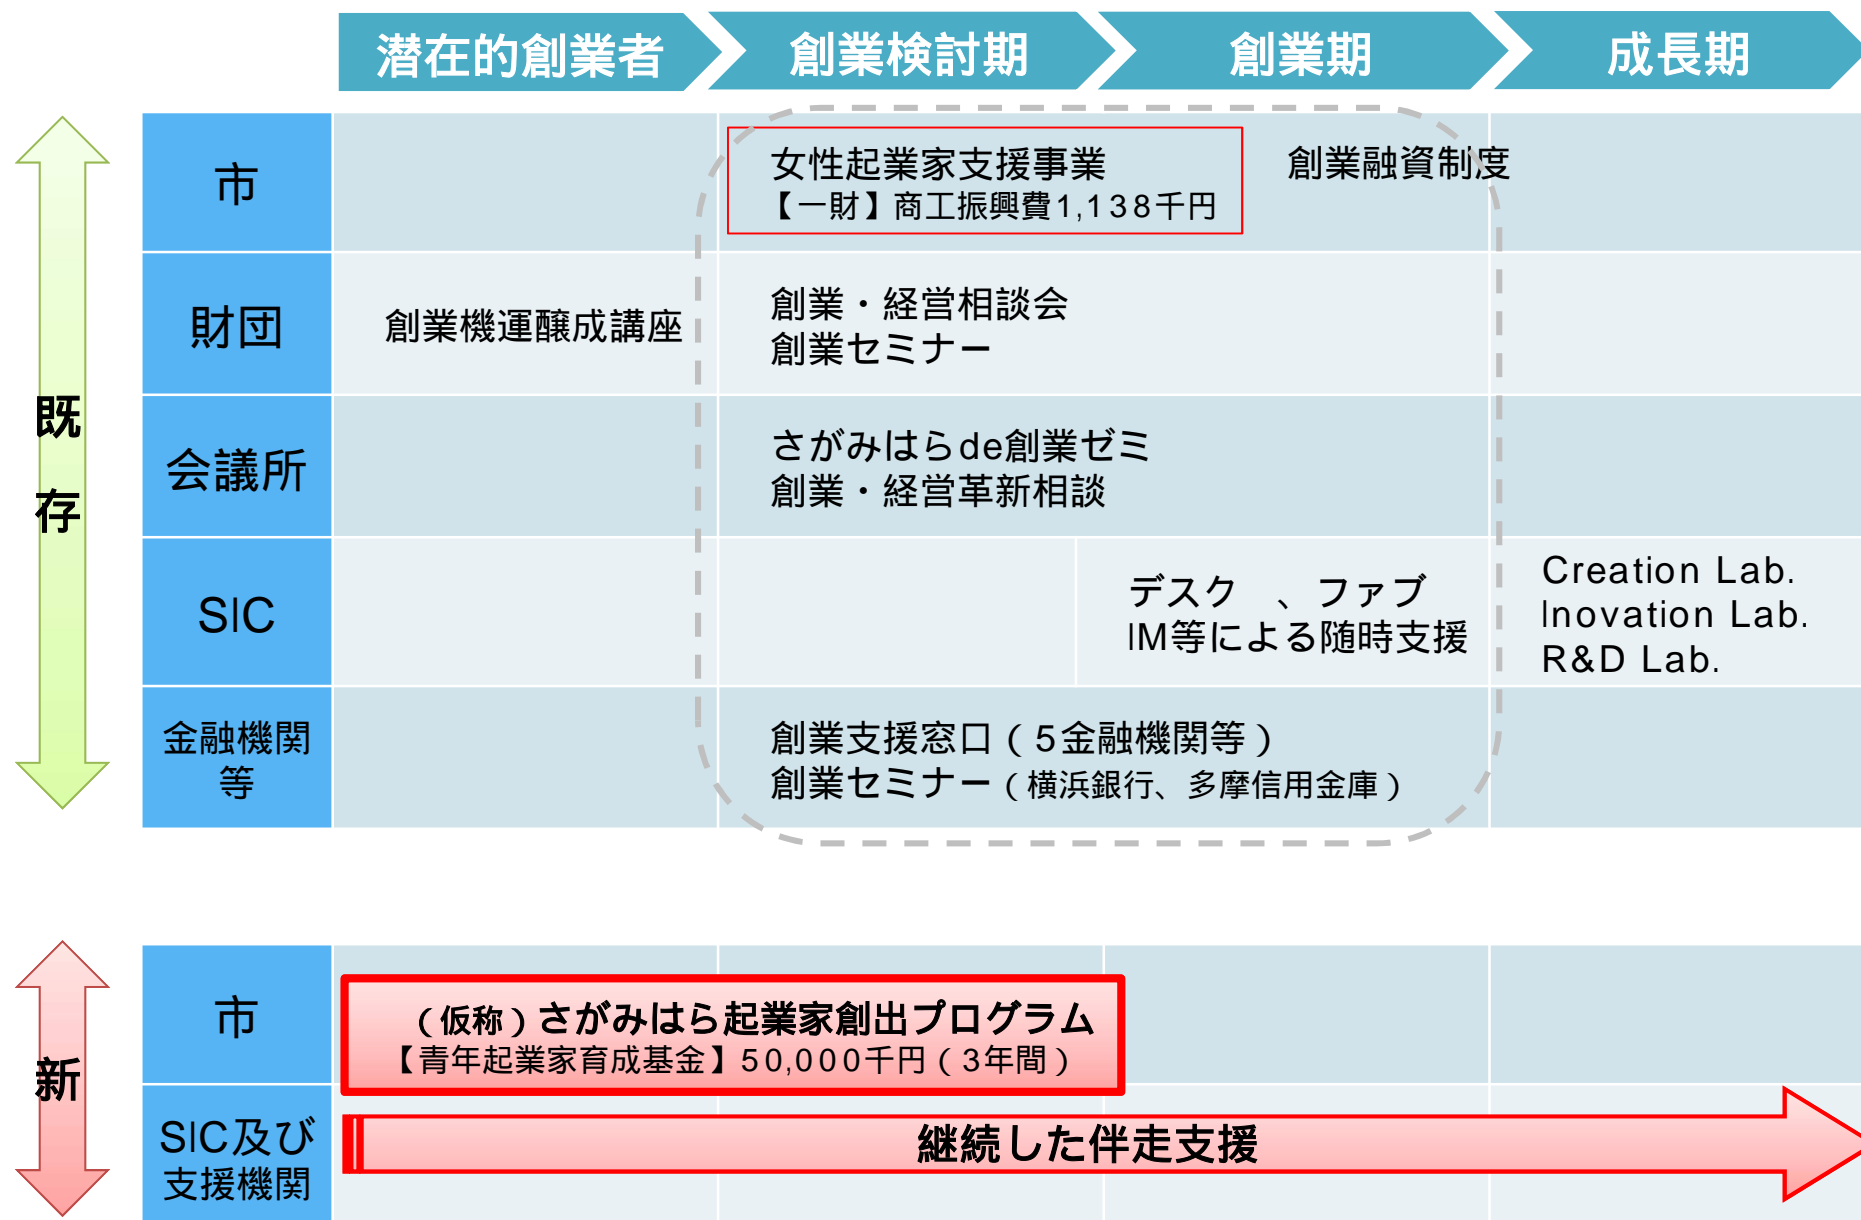 潜在的創業者
創業検討期
創業期
成長期
既存
市
女性起業家支援事業
【一財】商工振興費1,138千円
創業融資制度
財団
創業機運醸成講座
創業・経営相談会
創業セミナー
会議所
さがみはらde創業ゼミ
創業・経営革新相談
SIC
デスク　、ファブ
IM等による随時支援
Creation Lab.
Inovation Lab.
R&D Lab.
金融機関
等
創業支援窓口（5金融機関等）
創業セミナー（横浜銀行、多摩信用金庫）
新
市
（仮称）さがみはら起業家創出プログラム
【青年起業家育成基金】50,000千円（3年間）
SIC及び
支援機関
継続した伴走支援